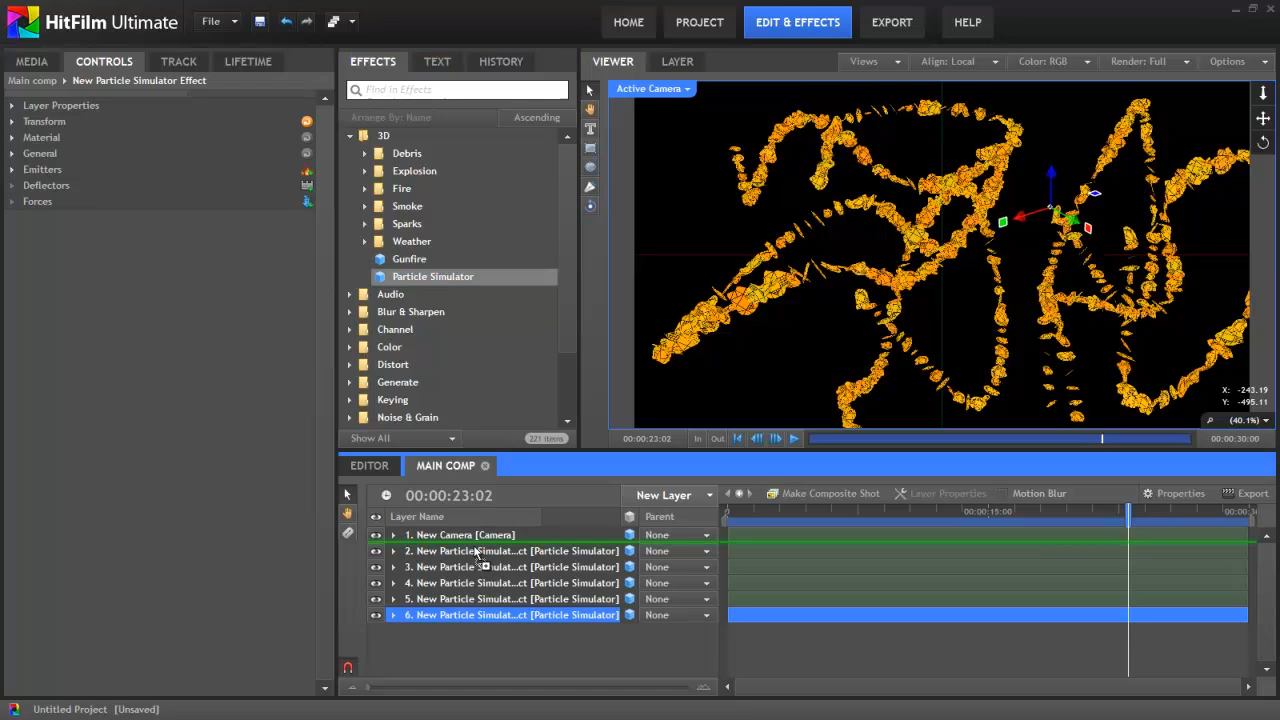 HitFilm Ultimate File HOME PROJECT EDIT & EFFECTS EXPORT HELP
MEDIA CONTROLS TRACK LIFETIME
Main comp New Particle Simulator Effect
Layer Properties
Transform
Material
General
Emitters
Deflectors
Forces
EFFECTS TEXT HISTORY
Find in Effects
Arrange By: Name Ascending
3D
Debris
Explosion
Fire
Smoke
Sparks
Weather
Gunfire
Particle Simulator
Audio
Blur & Sharpen
Channel
Color
Distort
Generate
Keying
Noise & Grain
Show All 221 items
VIEWER LAYER Views Align: Local Color: RGB Render: Full Options
Active Camera
X: -243.19
Y: -495.11
(40.1%)
00:00:23:02 In Out 00:00:30:00
EDITOR MAIN COMP
00:00:23:02 New Layer Make Composite Shot Layer Properties Motion Blur Properties Export
Layer Name Parent 0 00:00:15:00 00:00:3
1. New Camera [Camera] None
2. New Particle Simulat...ct [Particle Simulator] None
3. New Particle Simulat...ct [Particle Simulator] None
4. New Particle Simulat...ct [Particle Simulator] None
5. New Particle Simulat...ct [Particle Simulator] None
6. New Particle Simulat...ct [Particle Simulator] None
Untitled Project [Unsaved]